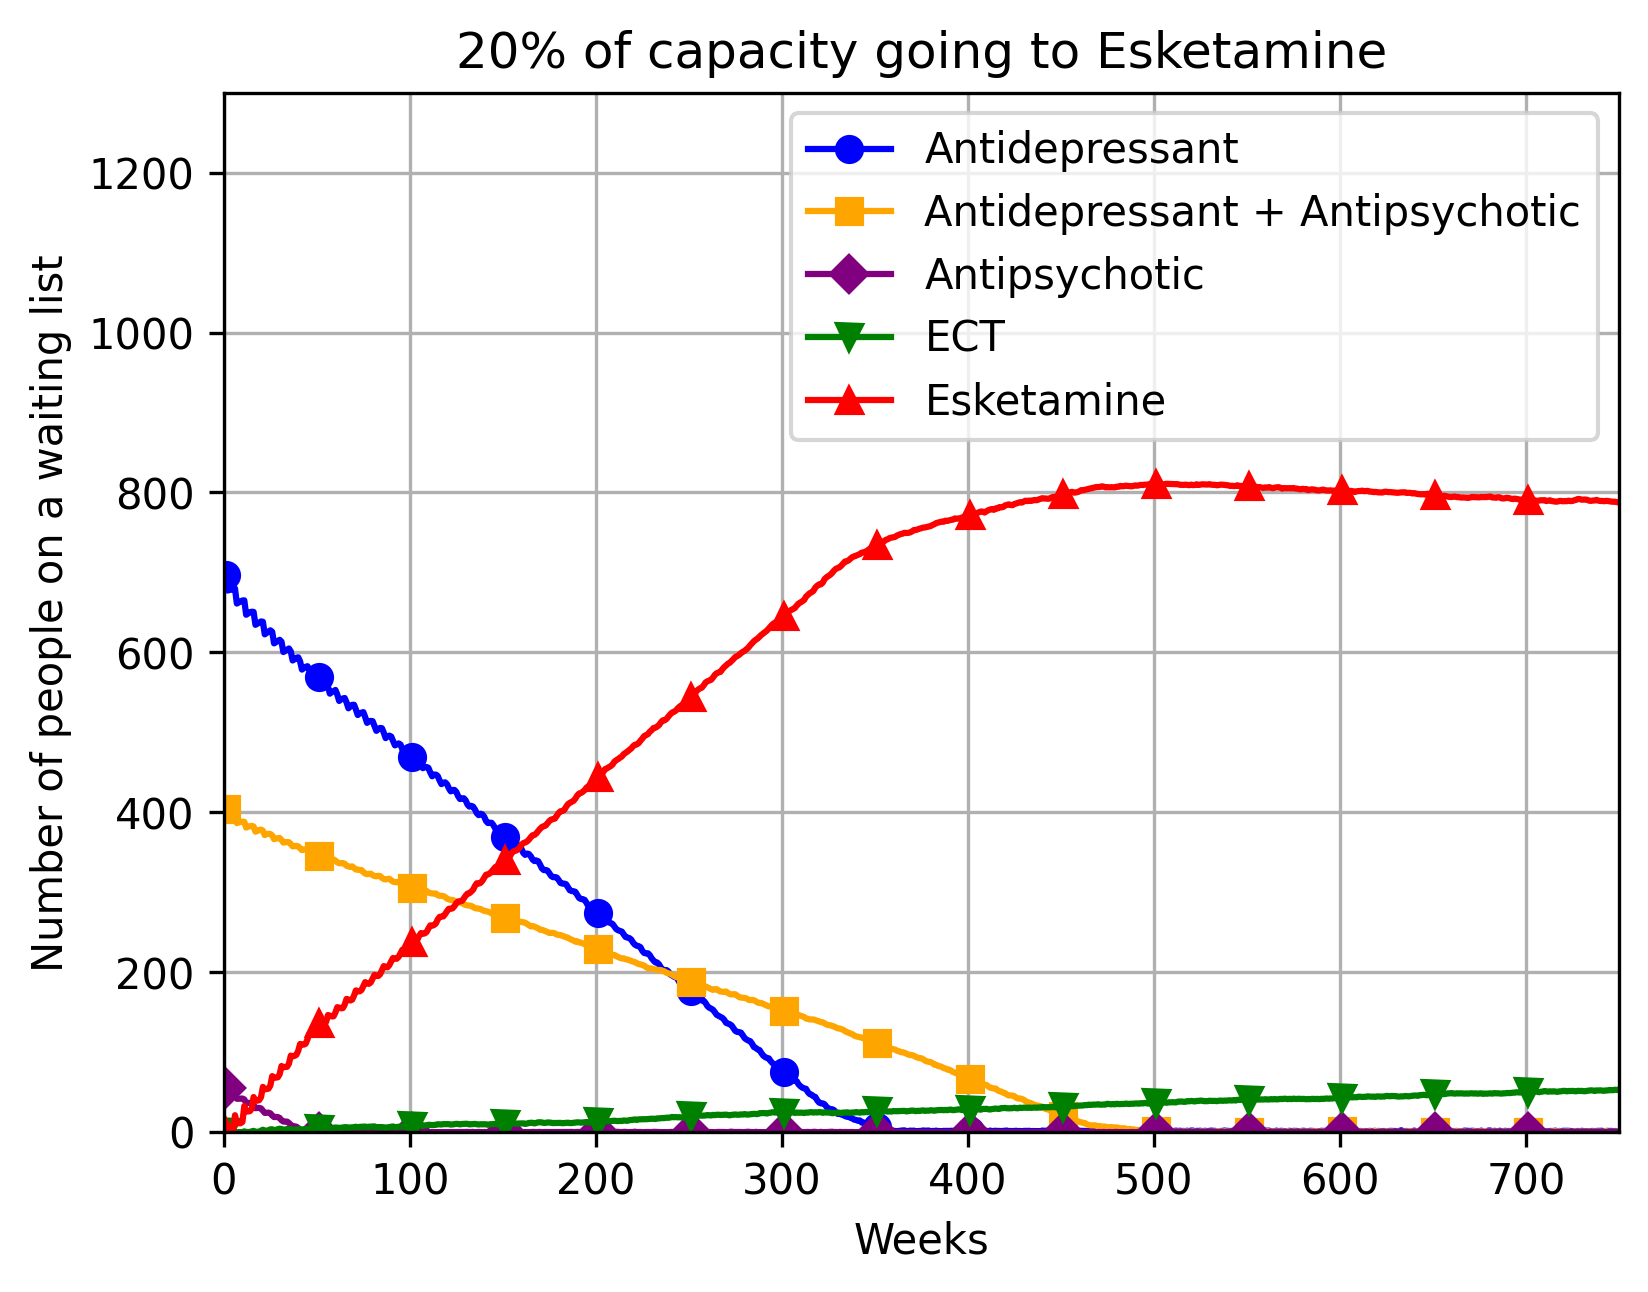 20% of capacity going to Esketamine
Number of people on a waiting list
1200
1000
800
600
400
200
0
Antidepressant
Antidepressant + Antipsychotic
Antipsychotic
ECT
Esketamine
0 100 200 300 400 500 600 700
Weeks